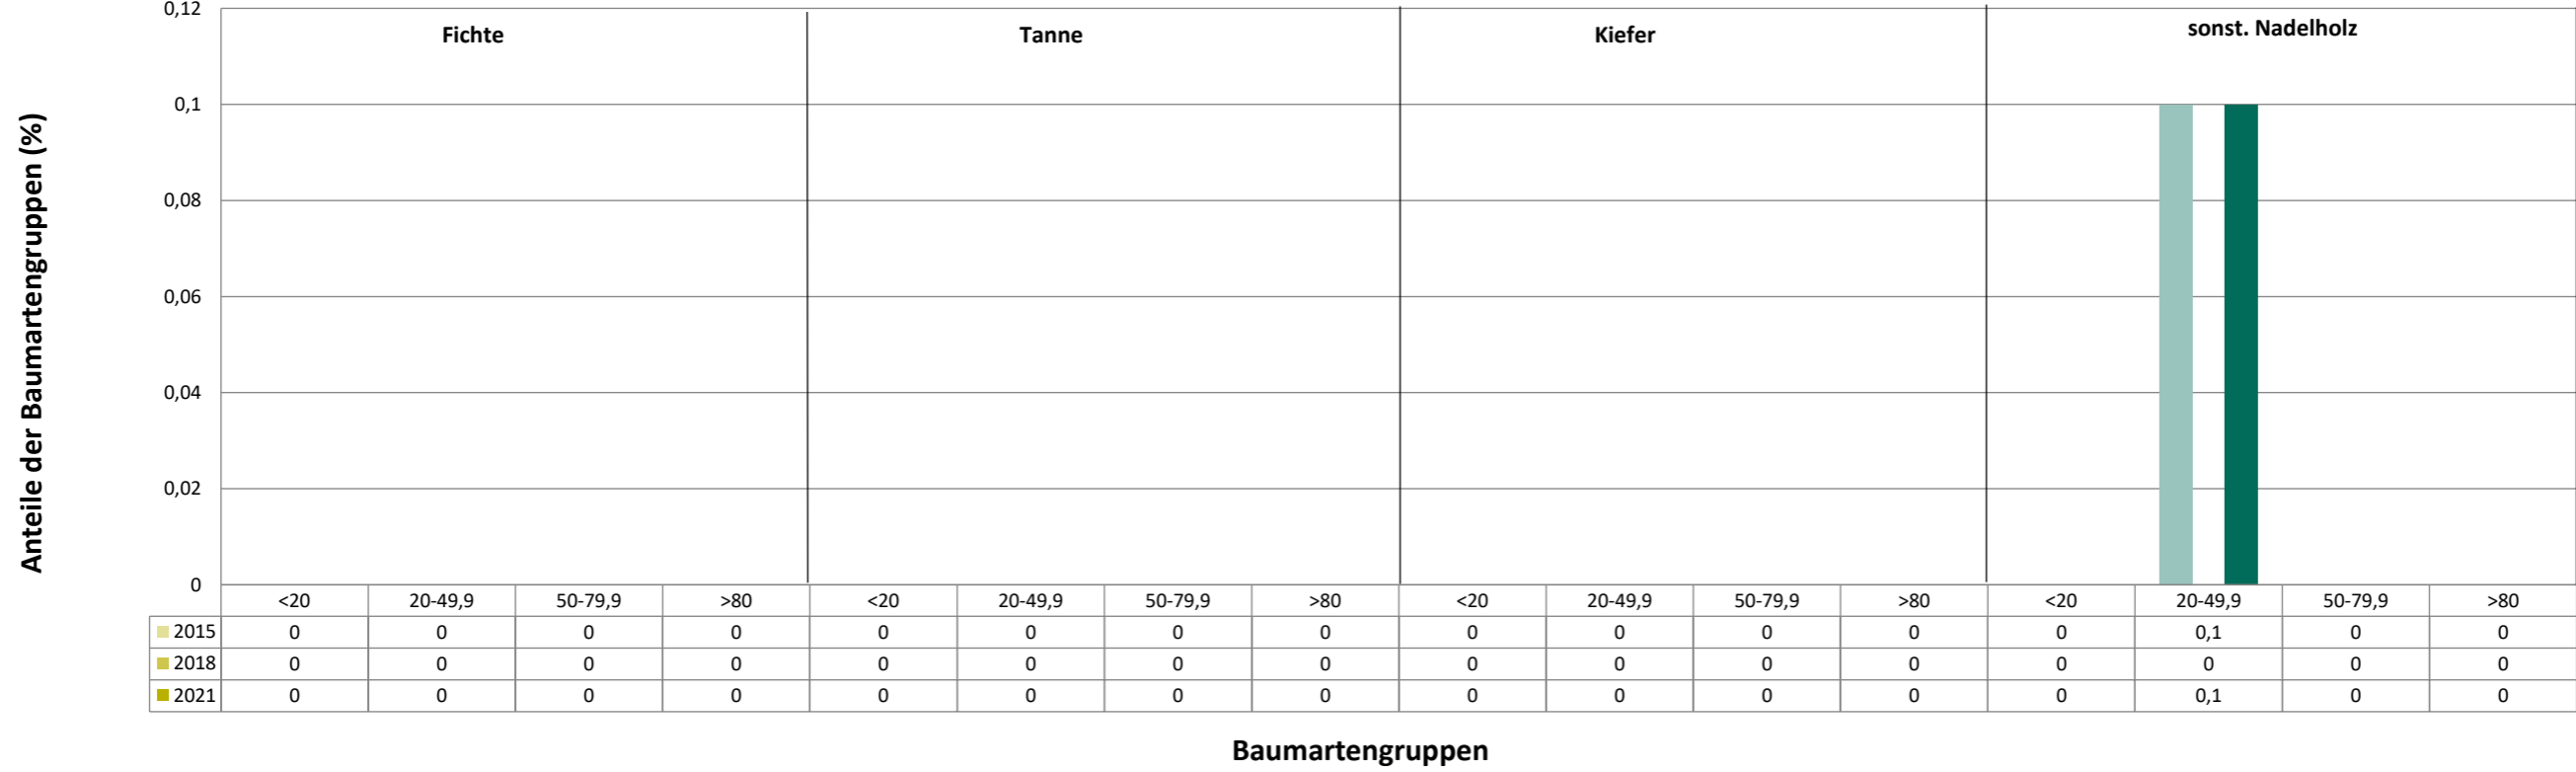 Anteile der Baumartengruppen (%)
0,12
0,1
0,08
0,06
0,04
0,02
0
Fichte Tanne Kiefer sonst. Nadelholz
<20 20-49,9 50-79,9 >80 <20 20-49,9 50-79,9 >80 <20 20-49,9 50-79,9 >80 <20 20-49,9 50-79,9 >80
2015 0 0 0 0 0 0 0 0 0 0 0 0 0 0,1 0 0
2018 0 0 0 0 0 0 0 0 0 0 0 0 0 0 0 0
2021 0 0 0 0 0 0 0 0 0 0 0 0 0 0,1 0 0
Baumartengruppen